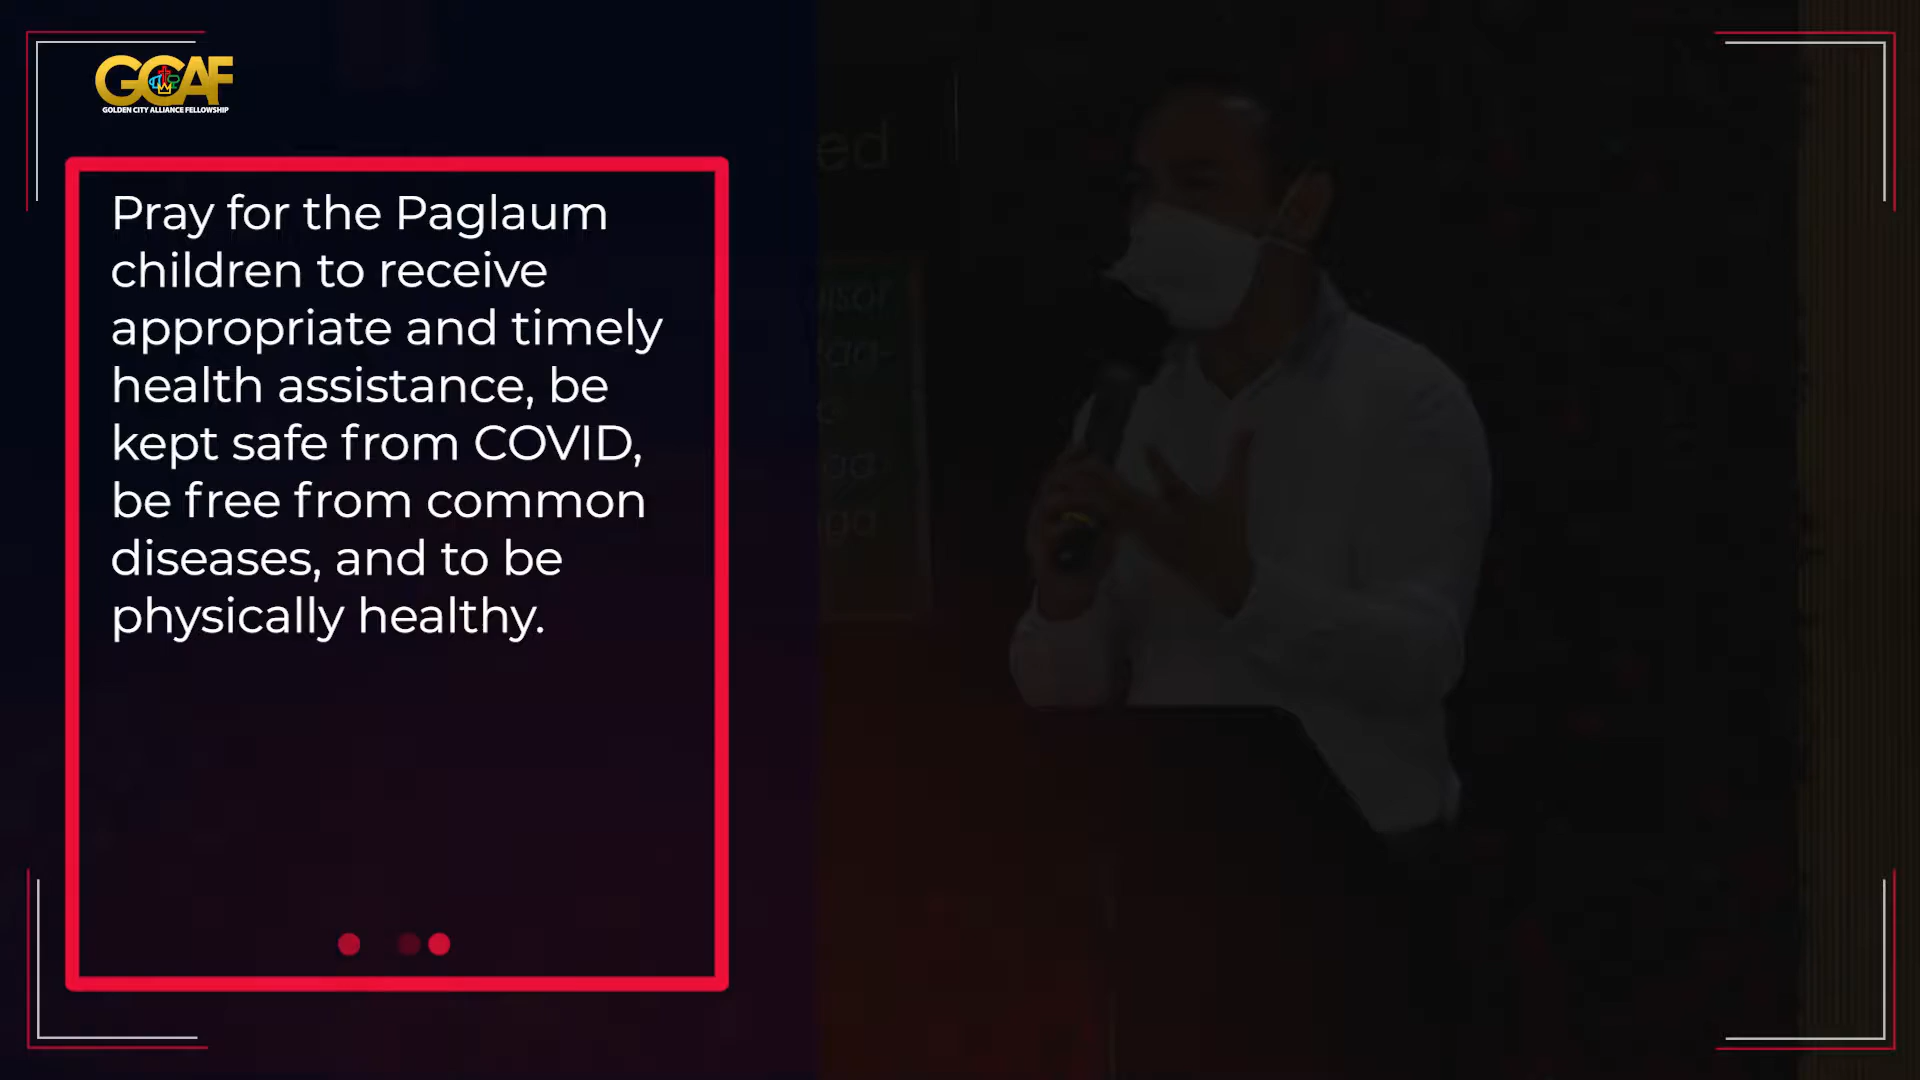 GCAF
GOLDEN CITY ALLIANCE FELLOWSHIP
Pray for the Paglaum
children to receive
appropriate and timely
health assistance, be
kept safe from COVID,
be free from common
diseases, and to be
physically healthy.
ed